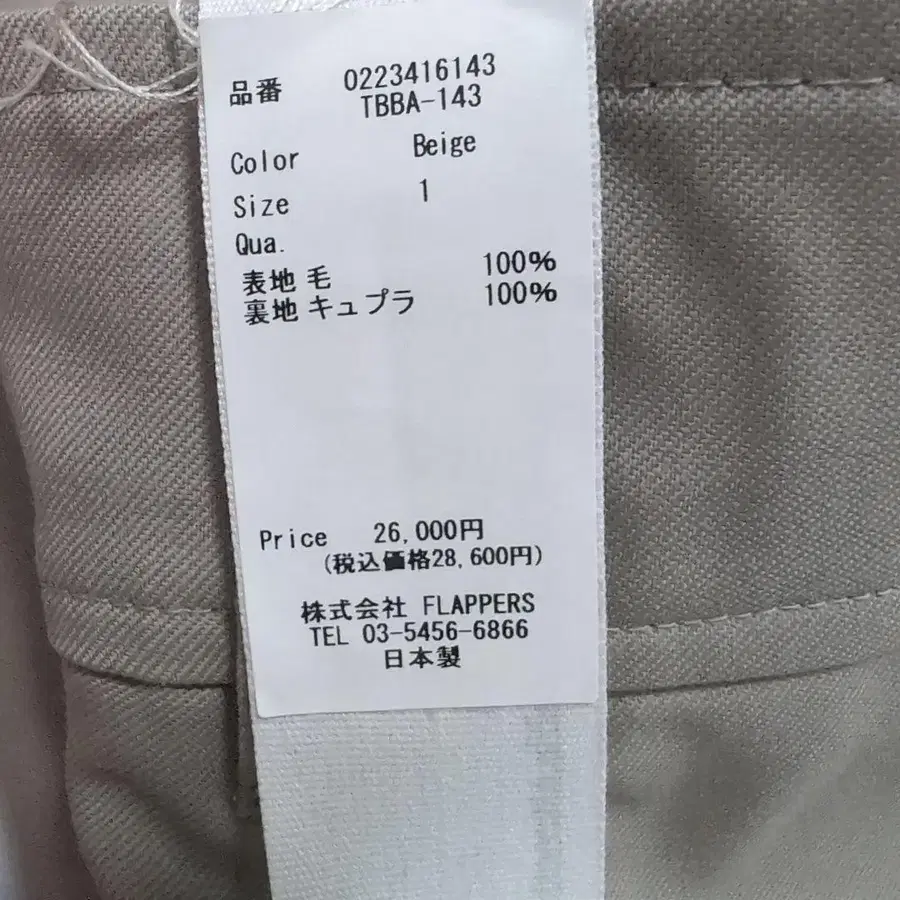 品番 0223416143
TBBA-143
Color Beige
Size 1
Qua.
表地 毛 100%
裏地 キュプラ 100%
Price 26,000円
(税込価格28,600円)
株式会社 FLAPPERS
TEL 03-5456-6866
日本製